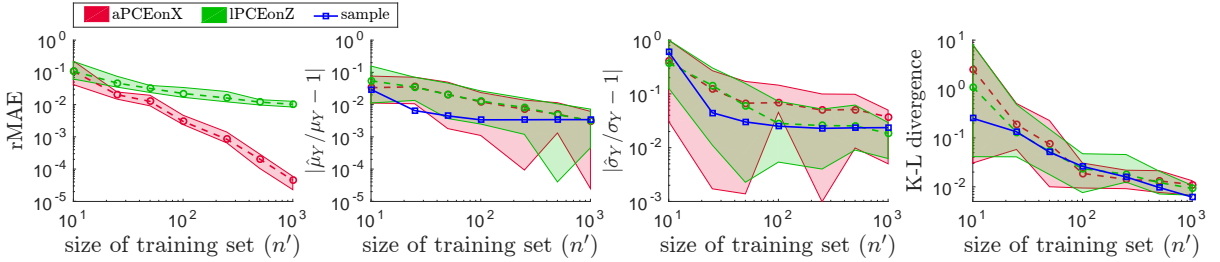 aPCEonX lPCEonZ sample
rMAE
10^0
10^-1
10^-2
10^-3
10^-4
10^-5
10^1 10^2 10^3
size of training set (n′)
|μ̂_Y/μ_Y − 1|
10^0
10^-1
10^-2
10^-3
10^-4
10^-5
10^1 10^2 10^3
size of training set (n′)
|σ̂_Y/σ_Y − 1|
10^0
10^-1
10^-2
10^-3
10^1 10^2 10^3
size of training set (n′)
K-L divergence
10^1
10^0
10^-1
10^-2
10^1 10^2 10^3
size of training set (n′)